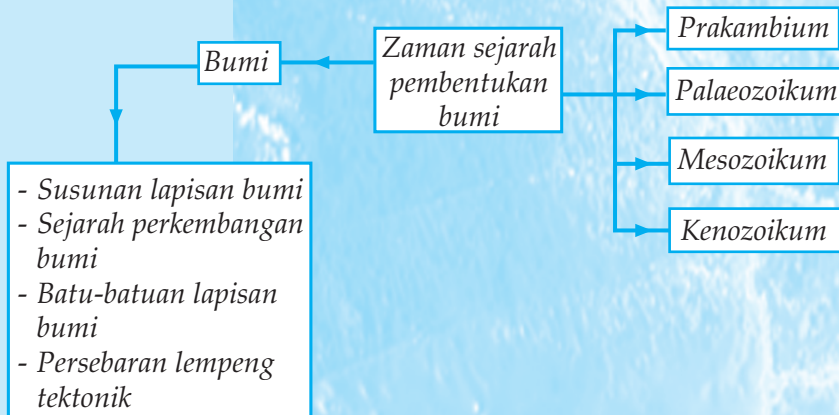 Bumi
Zaman sejarah
pembentukan
bumi
Prakambium
Palaeozoikum
Mesozoikum
Kenozoikum
- Susunan lapisan bumi
- Sejarah perkembangan
bumi
- Batu-batuan lapisan
bumi
- Persebaran lempeng
tektonik